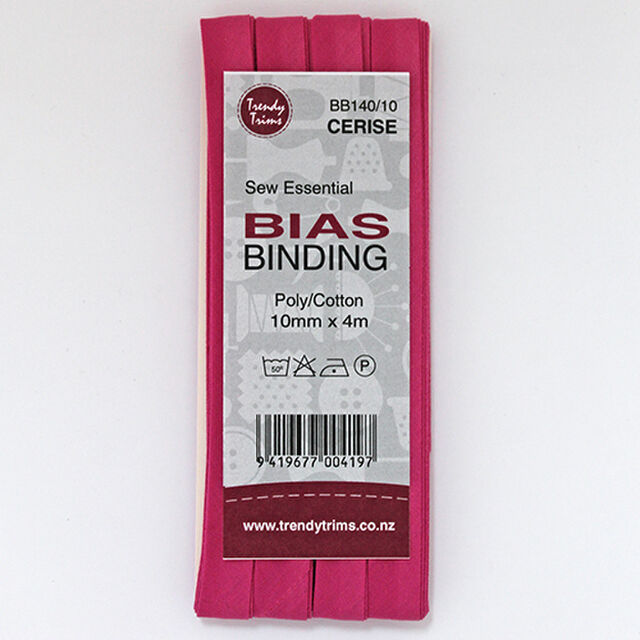 Trendy
Trims
BB140/10
CERISE
Sew Essential
BIAS
BINDING
Poly/Cotton
10mm x 4m
50°
P
9 419677 004197
www.trendytrims.co.nz